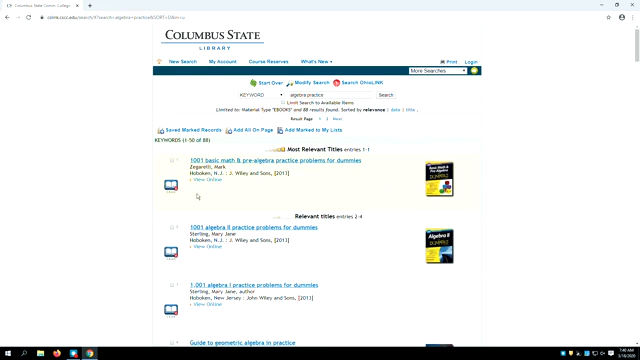 Columbus State Comm. College
COLUMBUS STATE
LIBRARY
New Search My Account Course Reserves What's New Print Login
More Searches
Start Over Modify Search Search OhioLINK
KEYWORD algebra practice Search
Limit Search to Available Items
Limited to: Material Type "EBOOKS" and 88 results found. Sorted by relevance | date | title .
Result Page 1 2 Next
Saved Marked Records Add All On Page Add Marked to My Lists
KEYWORDS (1-50 of 88)
Most Relevant Titles entries 1-1
1
1001 basic math & pre-algebra practice problems for dummies
Zegarelli, Mark
Hoboken, N.J. : J. Wiley and Sons, [2013]
View Online
Relevant titles entries 2-4
1001 algebra II practice problems for dummies
Sterling, Mary Jane
Hoboken, N.J. : J. Wiley and Sons, [2013]
View Online
Algebra II
1,001 algebra I practice problems for dummies
Sterling, Mary Jane, author
Hoboken, New Jersey : John Wiley and Sons, [2013]
View Online
Guide to geometric algebra in practice
7:40 AM